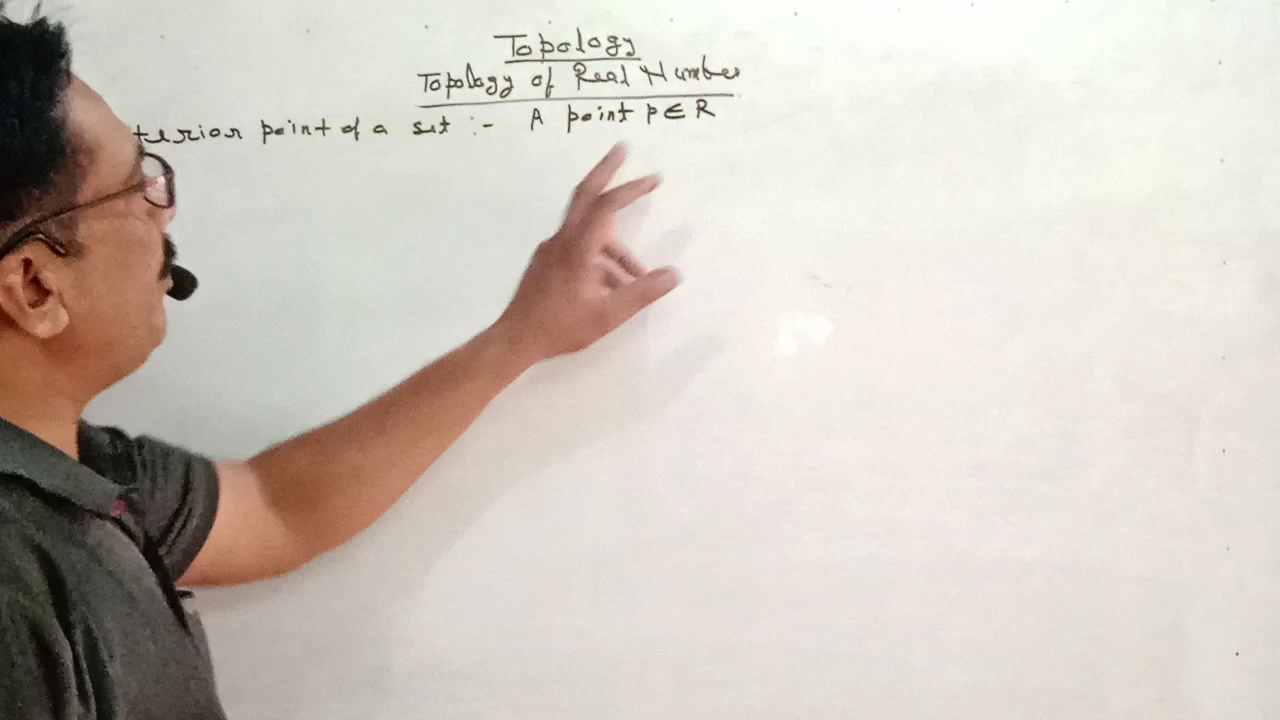 Topology
Topology of Real Number
terior point of a set :- A point p ∈ R